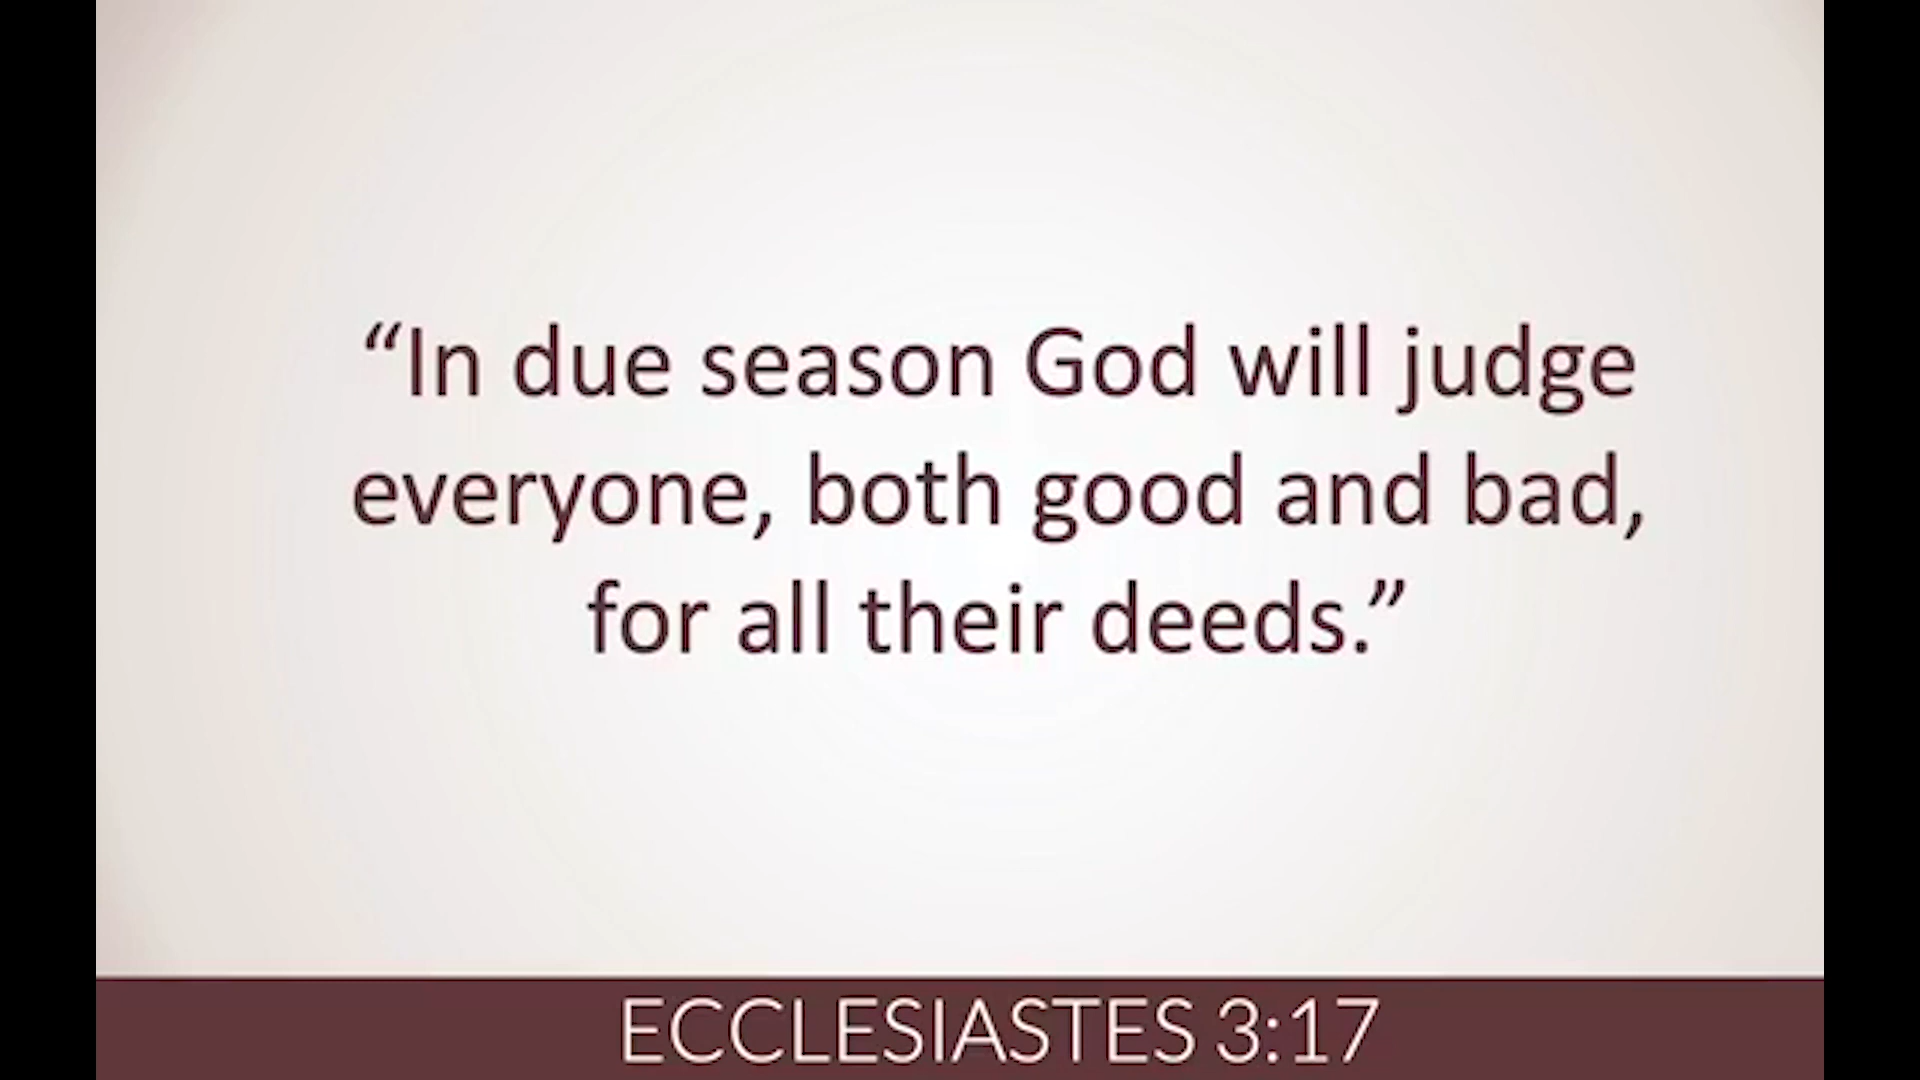 “In due season God will judge
everyone, both good and bad,
for all their deeds.”
ECCLESIASTES 3:17